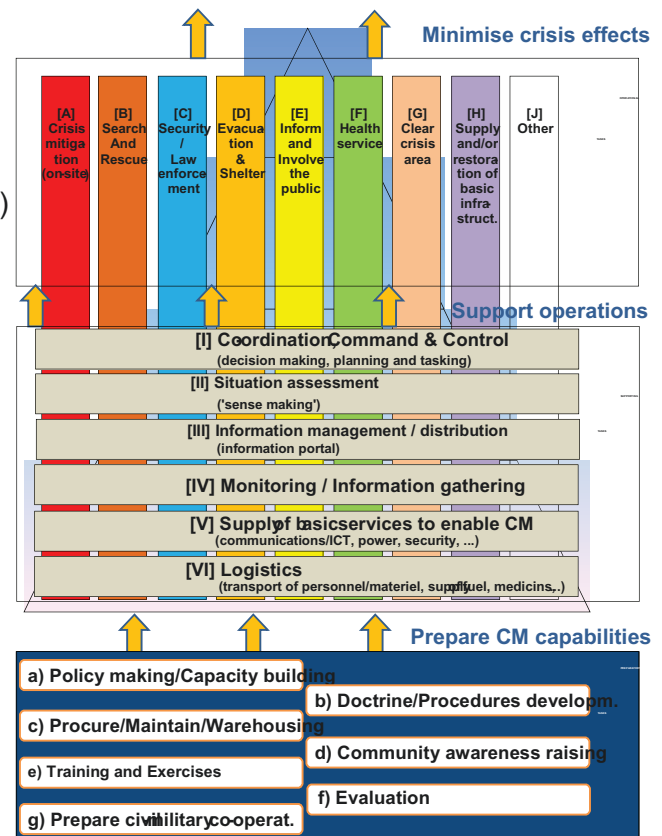 Minimise crisis effects
[A]
Crisis
mitiga-
tion
(on-site)
[B]
Search
And
Rescue
[C]
Security
/
Law
enforce
ment
[D]
Evacua
tion
&
Shelter
[E]
Inform
and
Involve
the
public
[F]
Health
service
[G]
Clear
crisis
area
[H]
Supply
and/or
restora-
tion of
basic
infra-
struct.
[J]
Other
)
Support operations
[I] Co-ordination, Command & Control
(decision making, planning and tasking)
[II] Situation assessment
('sense making')
[III] Information management / distribution
(information portal)
[IV] Monitoring / Information gathering
[V] Supply of basic services to enable CM
(communications/ICT, power, security, ...)
[VI] Logistics
(transport of personnel/materiel, supply of fuel, medicins,..)
Prepare CM capabilities
a) Policy making/Capacity building
b) Doctrine/Procedures developm.
c) Procure/Maintain/Warehousing
d) Community awareness raising
e) Training and Exercises
f) Evaluation
g) Prepare civil-military co-operat.